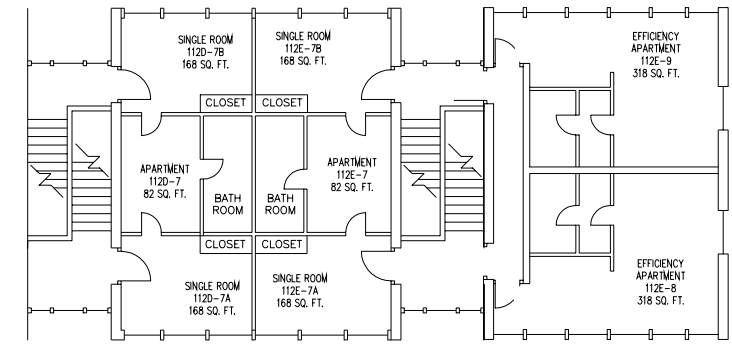 SINGLE ROOM
112D-7B
168 SQ. FT.
SINGLE ROOM
112E-7B
168 SQ. FT.
EFFICIENCY
APARTMENT
112E-9
318 SQ. FT.
CLOSET
CLOSET
APARTMENT
112D-7
82 SQ. FT.
BATH
ROOM
BATH
ROOM
APARTMENT
112E-7
82 SQ. FT.
CLOSET
CLOSET
SINGLE ROOM
112D-7A
168 SQ. FT.
SINGLE ROOM
112E-7A
168 SQ. FT.
EFFICIENCY
APARTMENT
112E-8
318 SQ. FT.